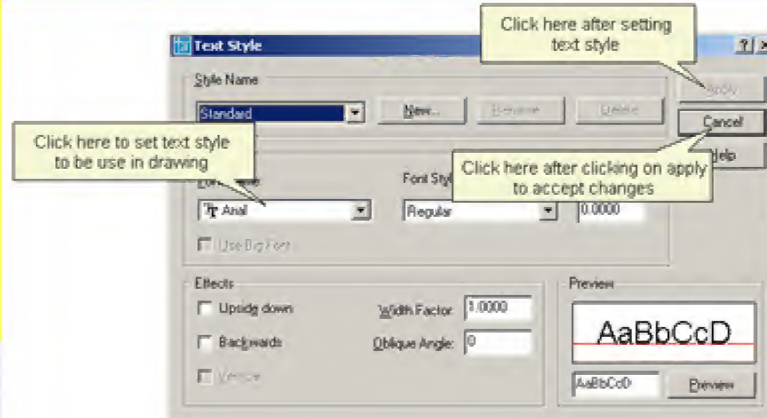 Click here after setting
text style
Text Style
Style Name
Standard
New...
Rename
Delete
Apply
Cancel
Help
Click here to set text style
to be use in drawing
Click here after clicking on apply
to accept changes
Font Styl
Arial
Regular
0.0000
Use Big Font
Effects
Upside down
Width Factor: 1.0000
Backwards
Oblique Angle: 0
Vertical
Preview
AaBbCcD
AaBbCcD
Preview